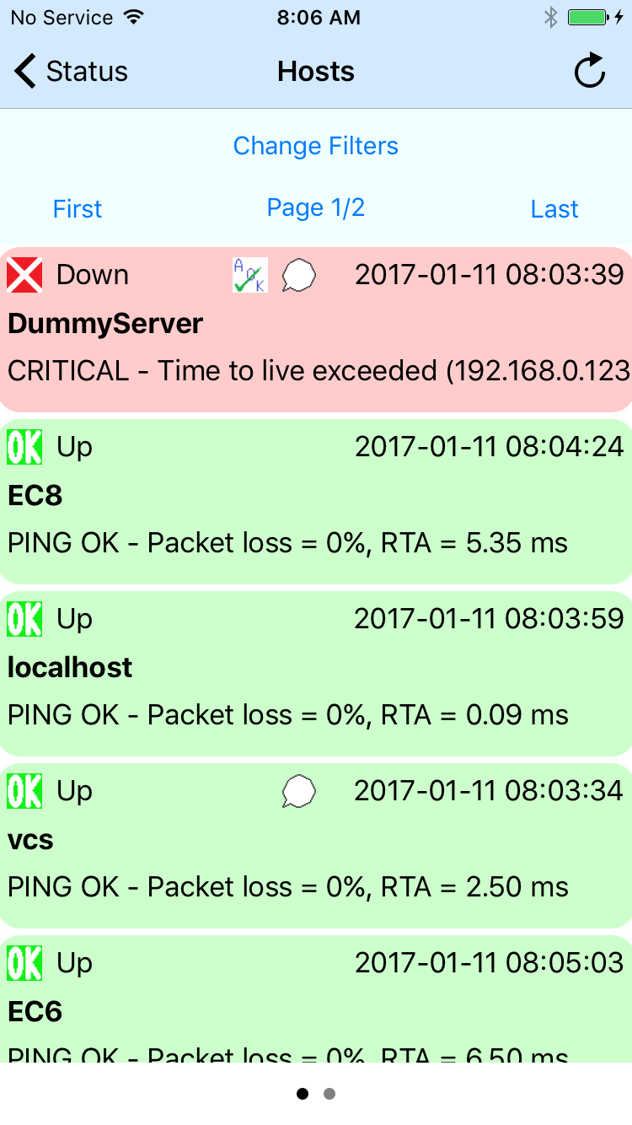 No Service 8:06 AM
Status Hosts
Change Filters
First Page 1/2 Last
Down AOK 2017-01-11 08:03:39
DummyServer
CRITICAL - Time to live exceeded (192.168.0.123
OK Up 2017-01-11 08:04:24
EC8
PING OK - Packet loss = 0%, RTA = 5.35 ms
OK Up 2017-01-11 08:03:59
localhost
PING OK - Packet loss = 0%, RTA = 0.09 ms
OK Up 2017-01-11 08:03:34
vcs
PING OK - Packet loss = 0%, RTA = 2.50 ms
OK Up 2017-01-11 08:05:03
EC6
PING OK - Packet loss = 0%, RTA = 6.50 ms